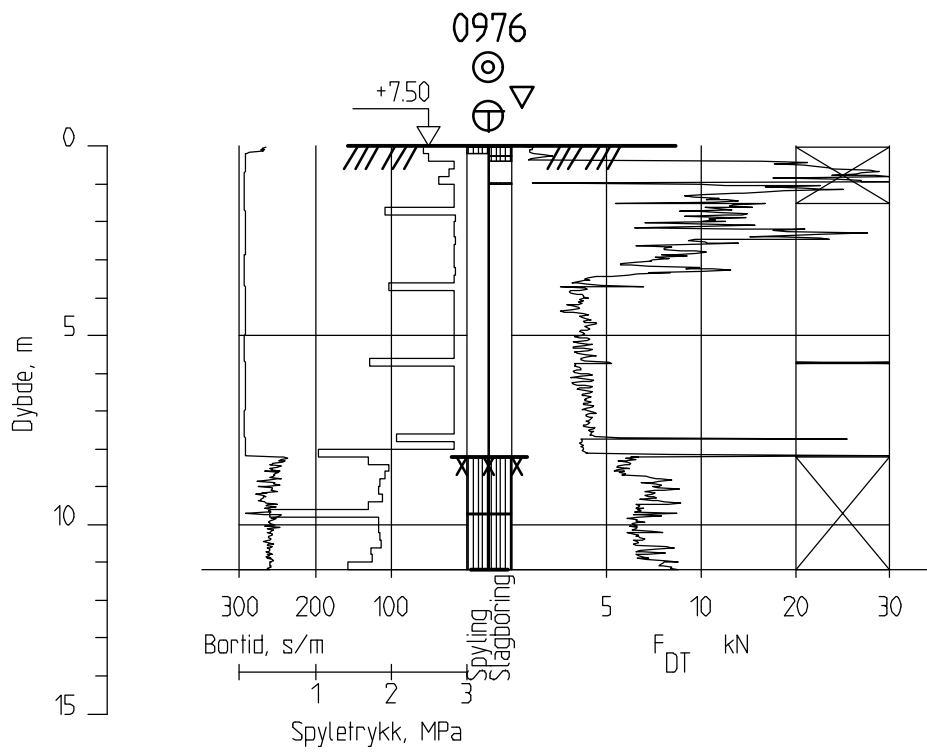 0976
+7.50
0
5
10
15
Dybde, m
300 200 100
Bortid, s/m
1 2 3
Spyletrykk, MPa
Spyling
Slagboring
5 10 20 30
F DT kN